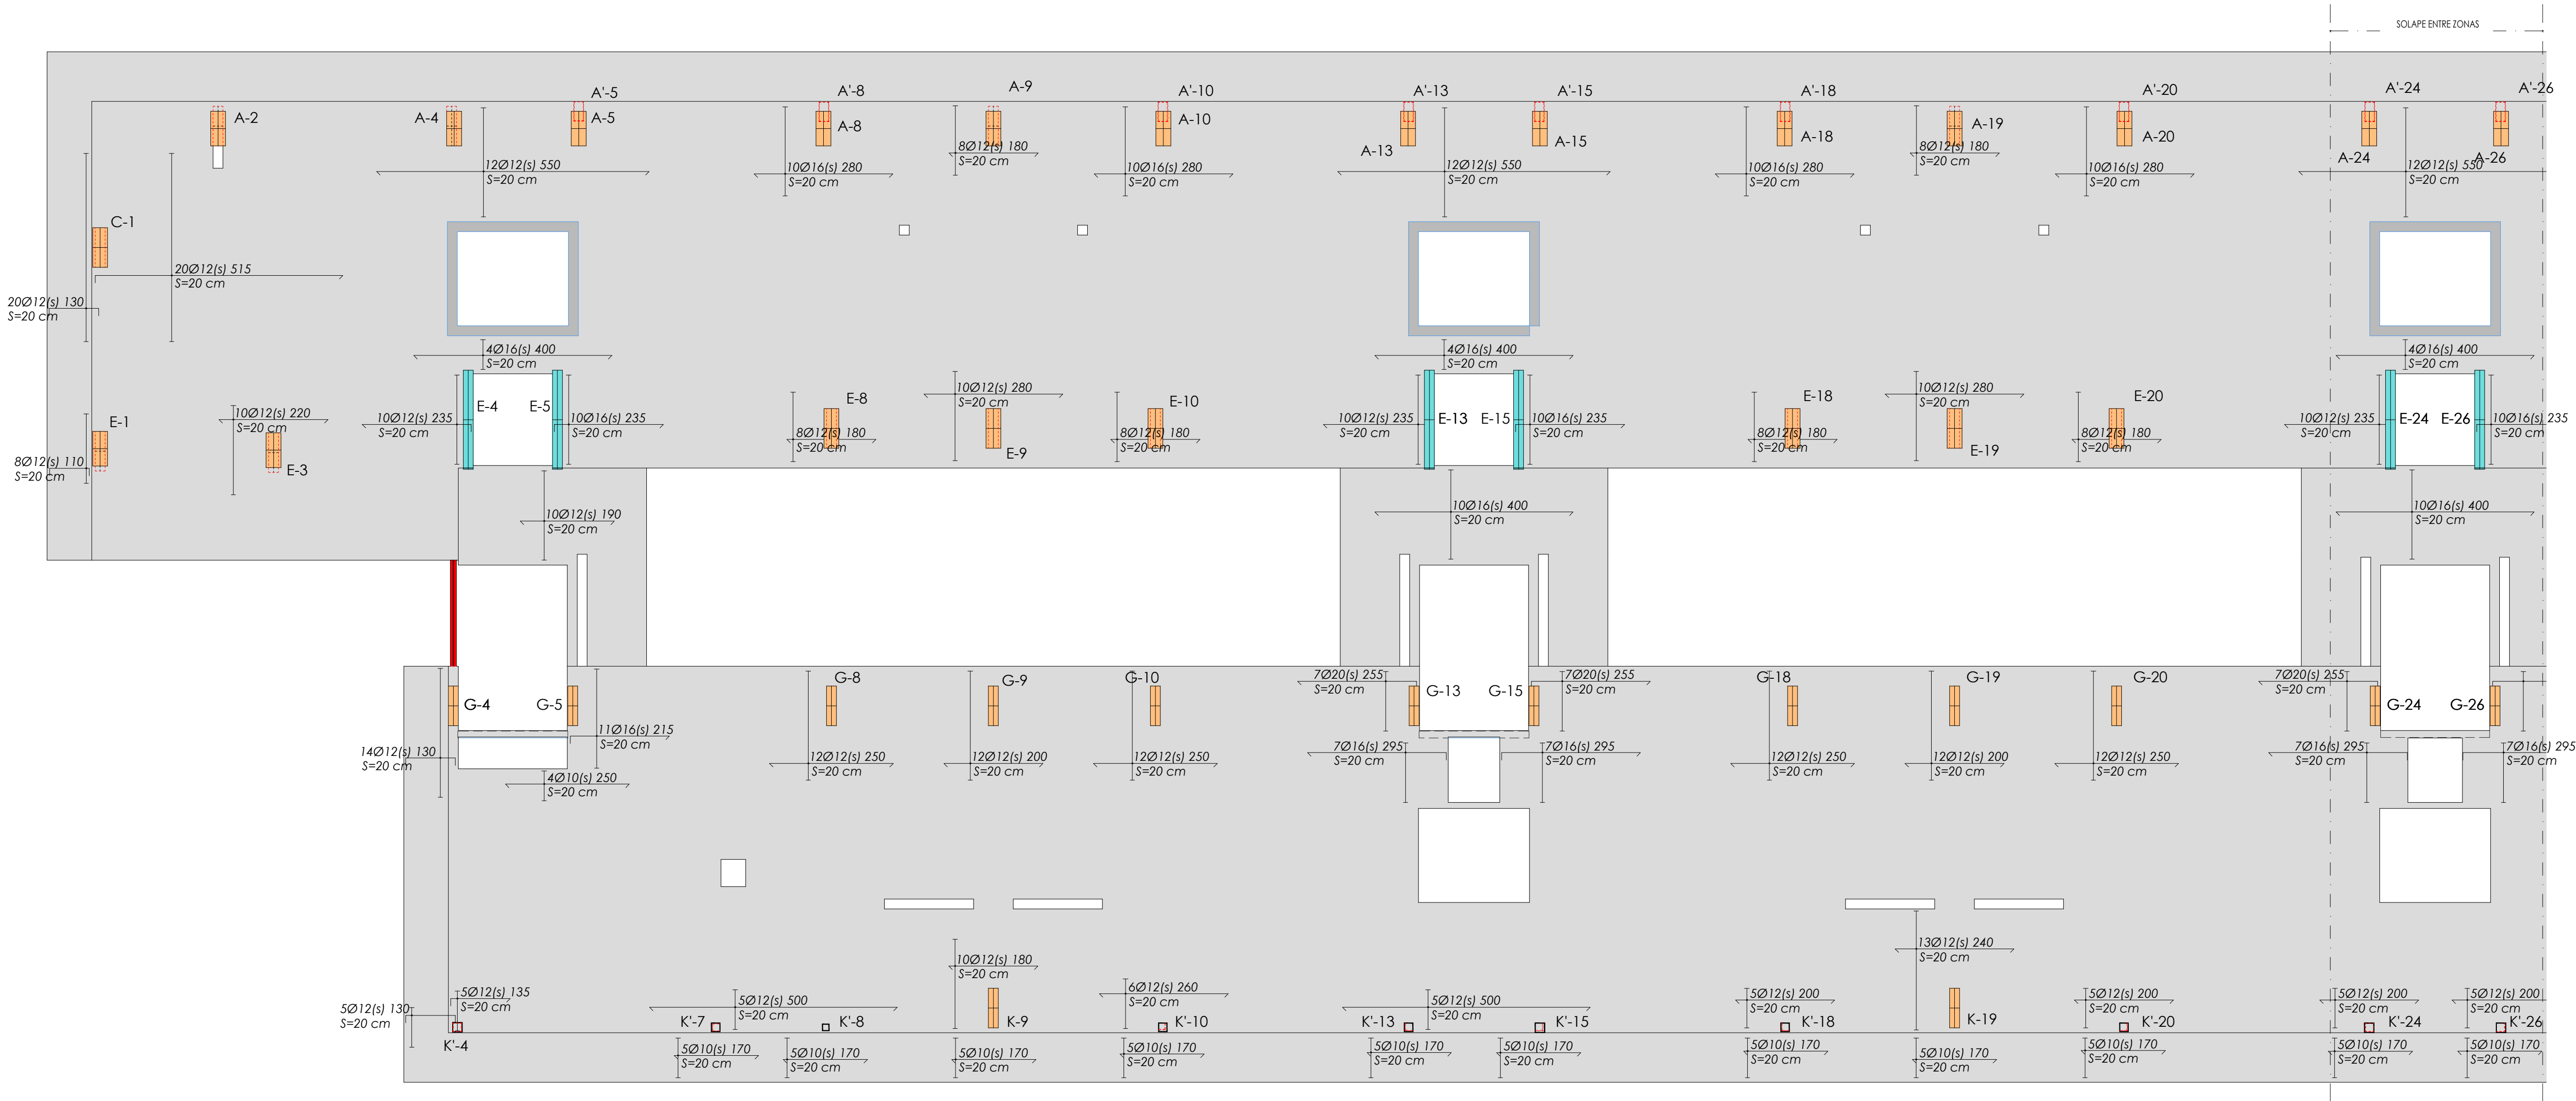 SOLAPE ENTRE ZONAS
A'-5
A'-8
A-9
A'-10
A'-13
A'-15
A'-18
A'-20
A'-24
A'-26
A-2
A-4
A-5
A-8
A-10
A-13
A-15
A-18
A-19
A-20
A-24
A-26
8Ø12(s) 180
S=20 cm
8Ø12(s) 180
S=20 cm
12Ø12(s) 550
S=20 cm
10Ø16(s) 280
S=20 cm
10Ø16(s) 280
S=20 cm
12Ø12(s) 550
S=20 cm
10Ø16(s) 280
S=20 cm
10Ø16(s) 280
S=20 cm
12Ø12(s) 550
S=20 cm
C-1
20Ø12(s) 515
S=20 cm
20Ø12(s) 130
S=20 cm
4Ø16(s) 400
S=20 cm
4Ø16(s) 400
S=20 cm
4Ø16(s) 400
S=20 cm
E-1
10Ø12(s) 220
S=20 cm
E-3
8Ø12(s) 110
S=20 cm
10Ø12(s) 235
S=20 cm
E-4
E-5
10Ø16(s) 235
S=20 cm
E-8
8Ø12(s) 180
S=20 cm
10Ø12(s) 280
S=20 cm
E-9
E-10
8Ø12(s) 180
S=20 cm
10Ø12(s) 235
S=20 cm
E-13
E-15
10Ø16(s) 235
S=20 cm
E-18
8Ø12(s) 180
S=20 cm
10Ø12(s) 280
S=20 cm
E-19
E-20
8Ø12(s) 180
S=20 cm
10Ø12(s) 235
S=20 cm
E-24
E-26
10Ø16(s) 235
S=20 cm
10Ø12(s) 190
S=20 cm
10Ø16(s) 400
S=20 cm
10Ø16(s) 400
S=20 cm
G-4
G-5
G-8
G-9
G-10
7Ø20(s) 255
S=20 cm
G-13
G-15
7Ø20(s) 255
S=20 cm
G-18
G-19
G-20
7Ø20(s) 255
S=20 cm
G-24
G-26
14Ø12(s) 130
S=20 cm
11Ø16(s) 215
S=20 cm
4Ø10(s) 250
S=20 cm
12Ø12(s) 250
S=20 cm
12Ø12(s) 200
S=20 cm
12Ø12(s) 250
S=20 cm
7Ø16(s) 295
S=20 cm
7Ø16(s) 295
S=20 cm
12Ø12(s) 250
S=20 cm
12Ø12(s) 200
S=20 cm
12Ø12(s) 250
S=20 cm
7Ø16(s) 295
S=20 cm
7Ø16(s) 295
S=20 cm
10Ø12(s) 180
S=20 cm
13Ø12(s) 240
S=20 cm
5Ø12(s) 130
S=20 cm
5Ø12(s) 135
S=20 cm
5Ø12(s) 500
S=20 cm
6Ø12(s) 260
S=20 cm
5Ø12(s) 500
S=20 cm
5Ø12(s) 200
S=20 cm
5Ø12(s) 200
S=20 cm
5Ø12(s) 200
S=20 cm
5Ø12(s) 200
S=20 cm
K'-4
K'-7
K'-8
K-9
K'-10
K'-13
K'-15
K'-18
K-19
K'-20
K'-24
K'-26
5Ø10(s) 170
S=20 cm
5Ø10(s) 170
S=20 cm
5Ø10(s) 170
S=20 cm
5Ø10(s) 170
S=20 cm
5Ø10(s) 170
S=20 cm
5Ø10(s) 170
S=20 cm
5Ø10(s) 170
S=20 cm
5Ø10(s) 170
S=20 cm
5Ø10(s) 170
S=20 cm
5Ø10(s) 170
S=20 cm
5Ø10(s) 170
S=20 cm